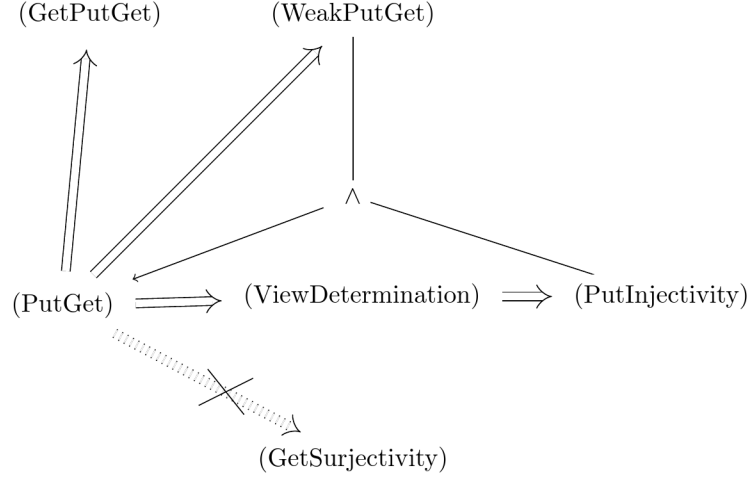 (GetPutGet)
(WeakPutGet)
∧
(PutGet)
(ViewDetermination)
(PutInjectivity)
(GetSurjectivity)